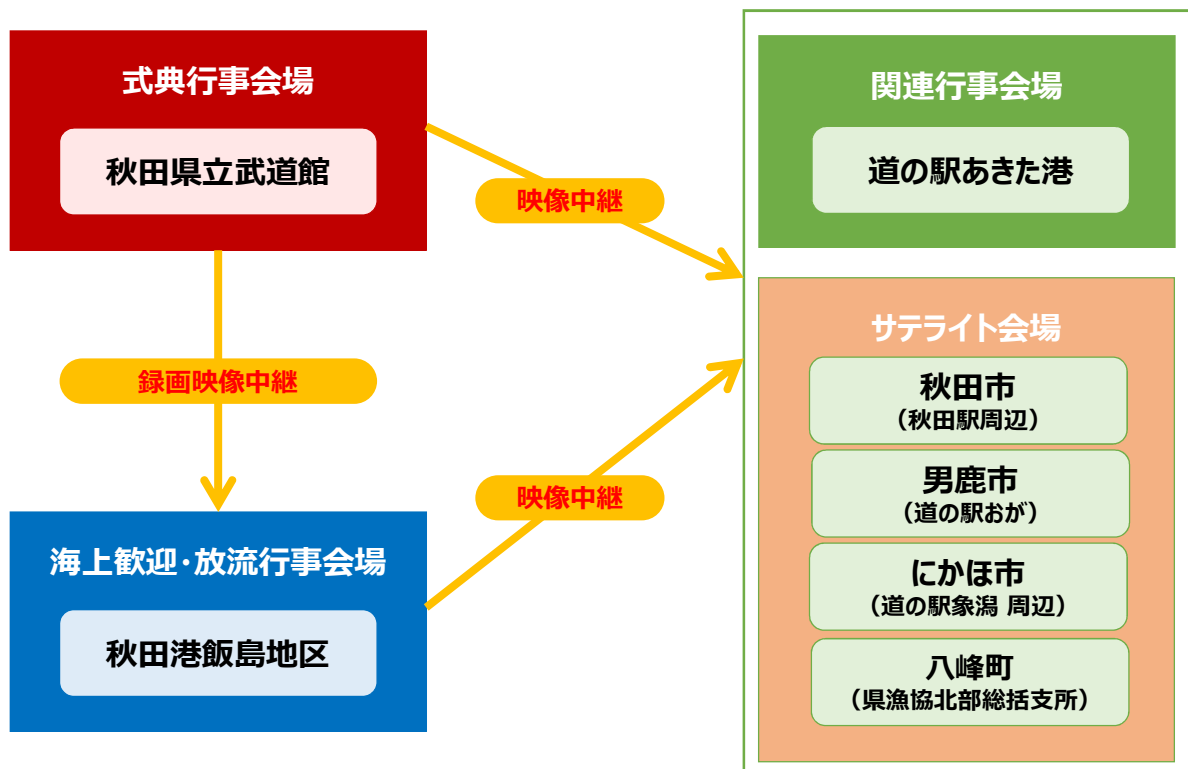 式典行事会場
秋田県立武道館
録画映像中継
海上歓迎・放流行事会場
秋田港飯島地区
映像中継
映像中継
関連行事会場
道の駅あきた港
サテライト会場
秋田市
（秋田駅周辺）
男鹿市
（道の駅おが）
にかほ市
（道の駅象潟 周辺）
八峰町
（県漁協北部総括支所）